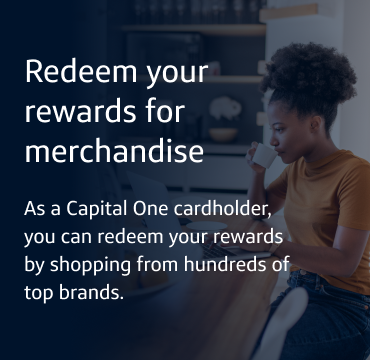 Redeem your
rewards for
merchandise
As a Capital One cardholder,
you can redeem your rewards
by shopping from hundreds of
top brands.